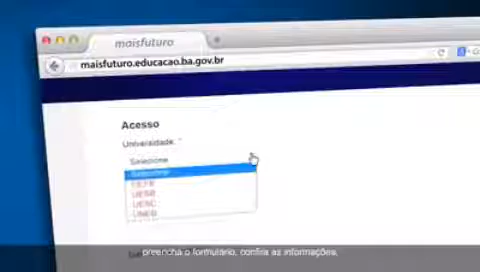 maisfuturo
maisfuturo.educacao.ba.gov.br
Acesso
Universidade: *
Selecione
Selecione
UEFS
UESB
UESC
UNEB
preencha o formulário, confira as informações,